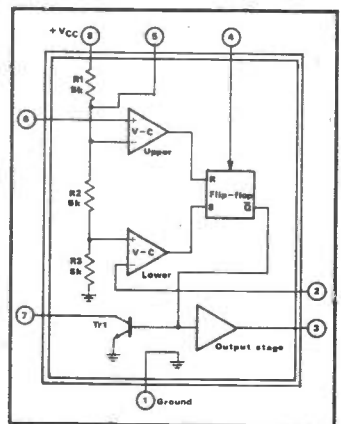 + VCC
8
5
4
R1
5k
6
+
V-C
−
Upper
R
Flip-flop
S
Q̅
R2
5k
+
V-C
−
Lower
R3
5k
2
7
Tr1
3
Output stage
1 Ground